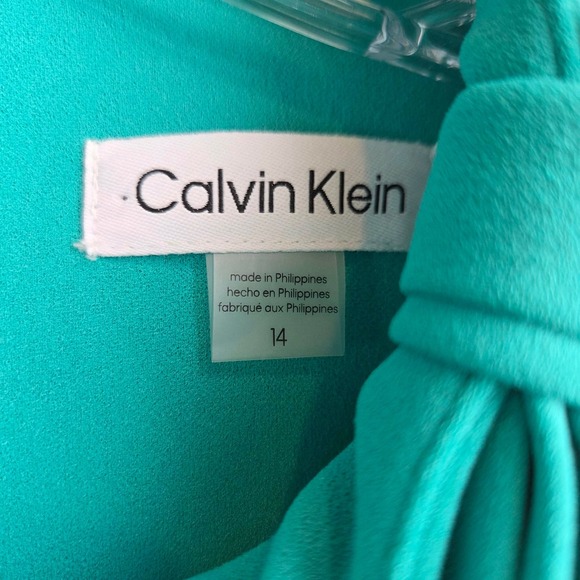 Calvin Klein
made in Philippines
hecho en Philippines
fabriqué aux Philippines
14